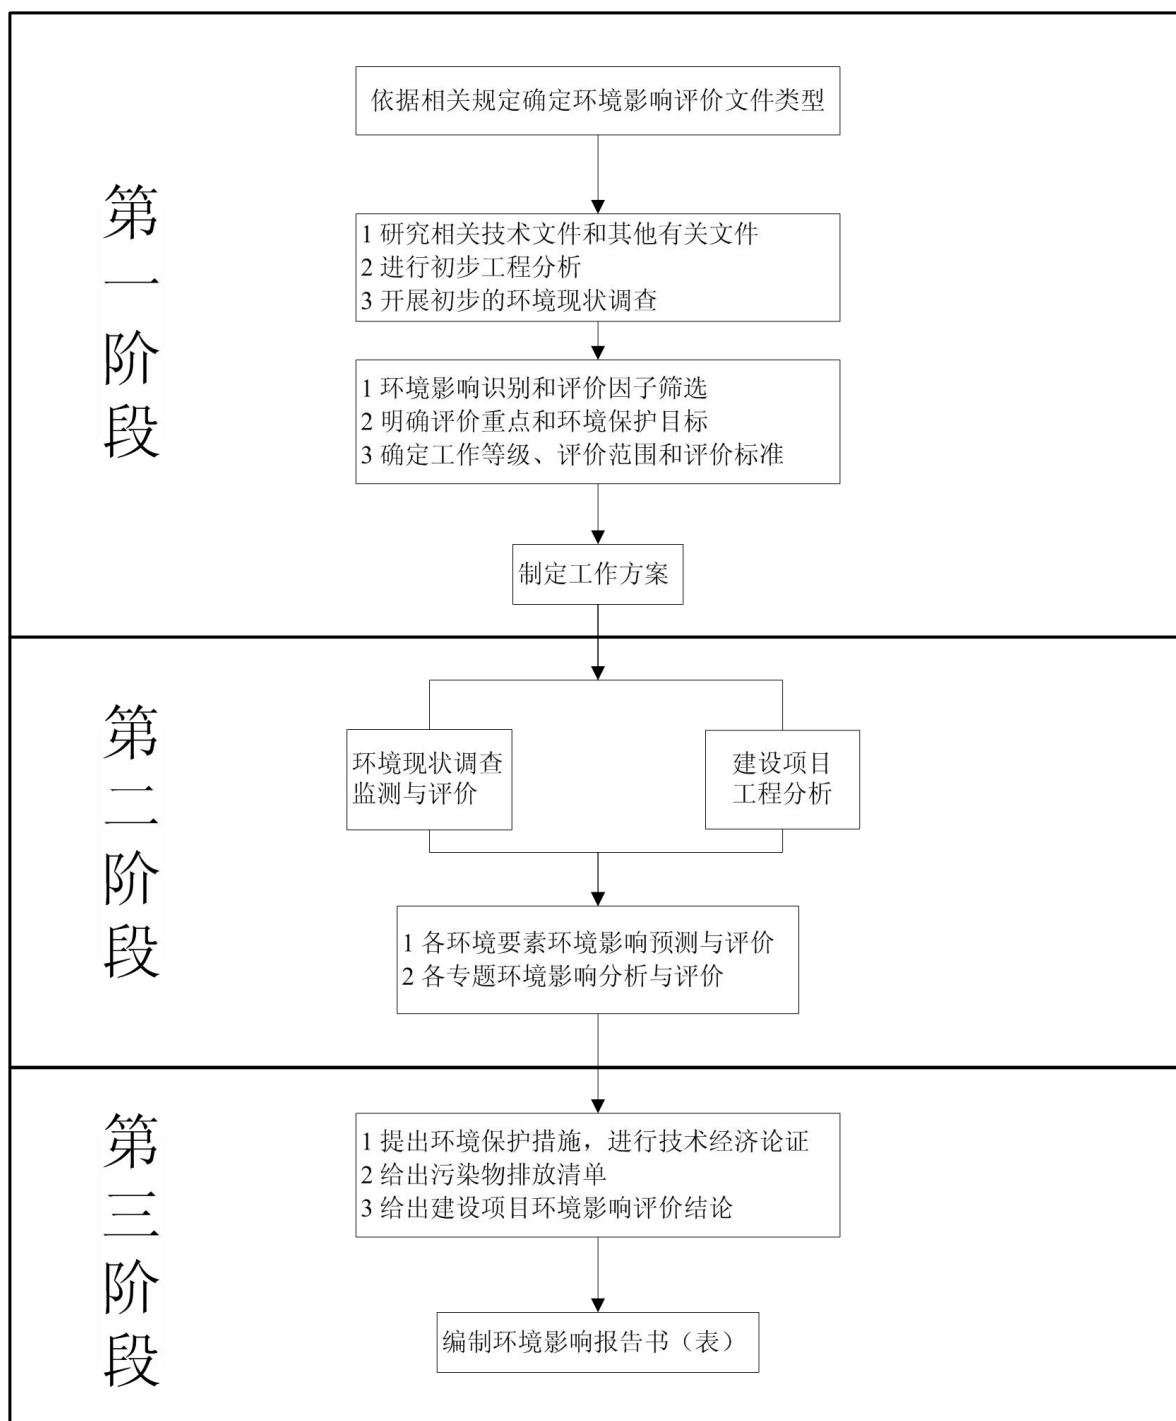 第一阶段
依据相关规定确定环境影响评价文件类型
1 研究相关技术文件和其他有关文件
2 进行初步工程分析
3 开展初步的环境现状调查
1 环境影响识别和评价因子筛选
2 明确评价重点和环境保护目标
3 确定工作等级、评价范围和评价标准
制定工作方案
第二阶段
环境现状调查
监测与评价
建设项目
工程分析
1 各环境要素环境影响预测与评价
2 各专题环境影响分析与评价
第三阶段
1 提出环境保护措施，进行技术经济论证
2 给出污染物排放清单
3 给出建设项目环境影响评价结论
编制环境影响报告书（表）